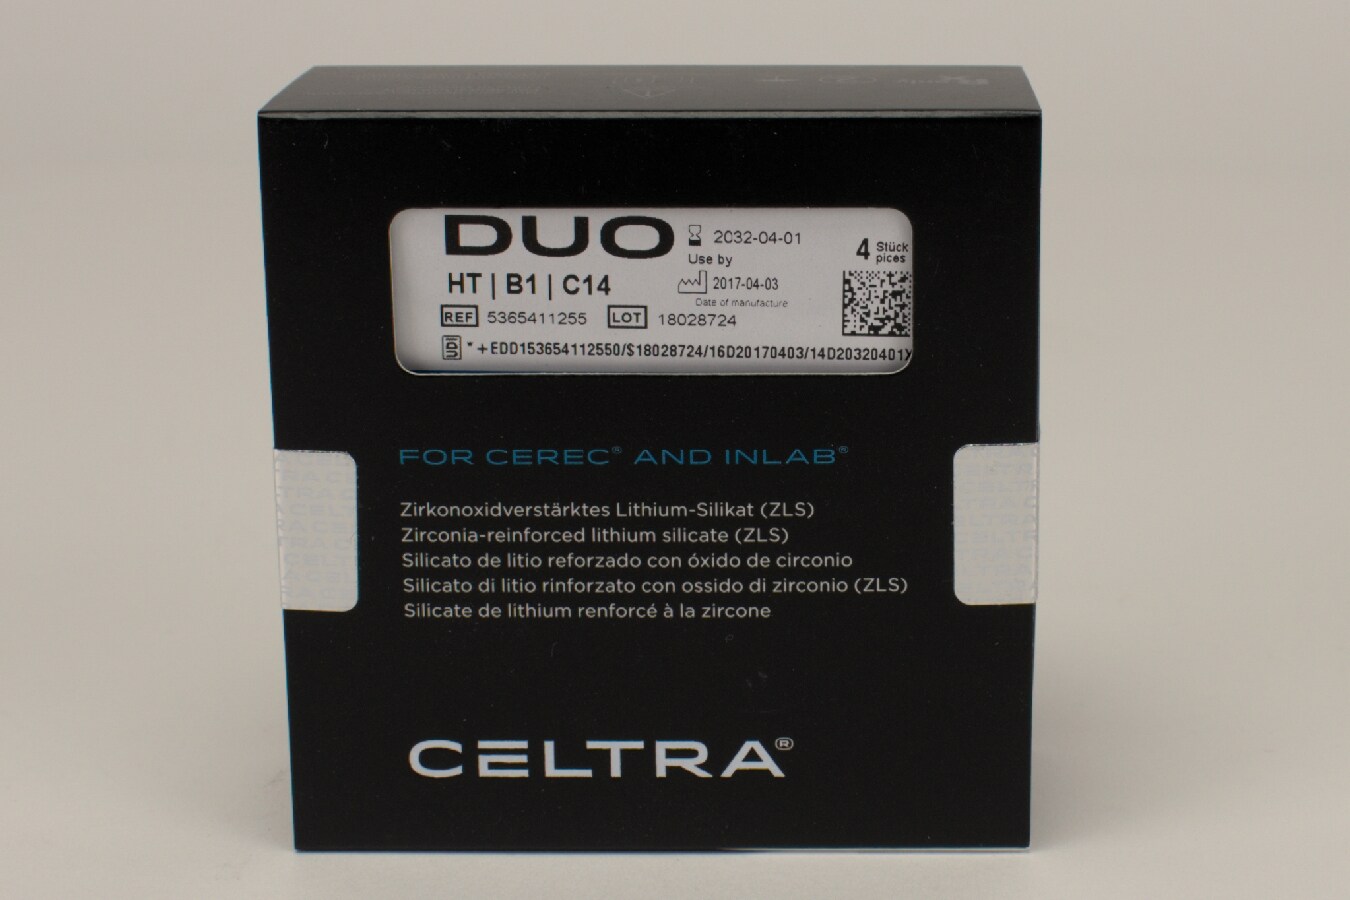 DUO
2032-04-01
Use by
4 Stück
pices
HT | B1 | C14
2017-04-03
Date of manufacture
REF 5365411255 LOT 18028724
UDI *+EDD153654112550/$18028724/16D20170403/14D20320401X
FOR CEREC® AND INLAB®
Zirkonoxidverstärktes Lithium-Silikat (ZLS)
Zirconia-reinforced lithium silicate (ZLS)
Silicato de litio reforzado con óxido de circonio
Silicato di litio rinforzato con ossido di zirconio (ZLS)
Silicate de lithium renforcé à la zircone
CELTRA®